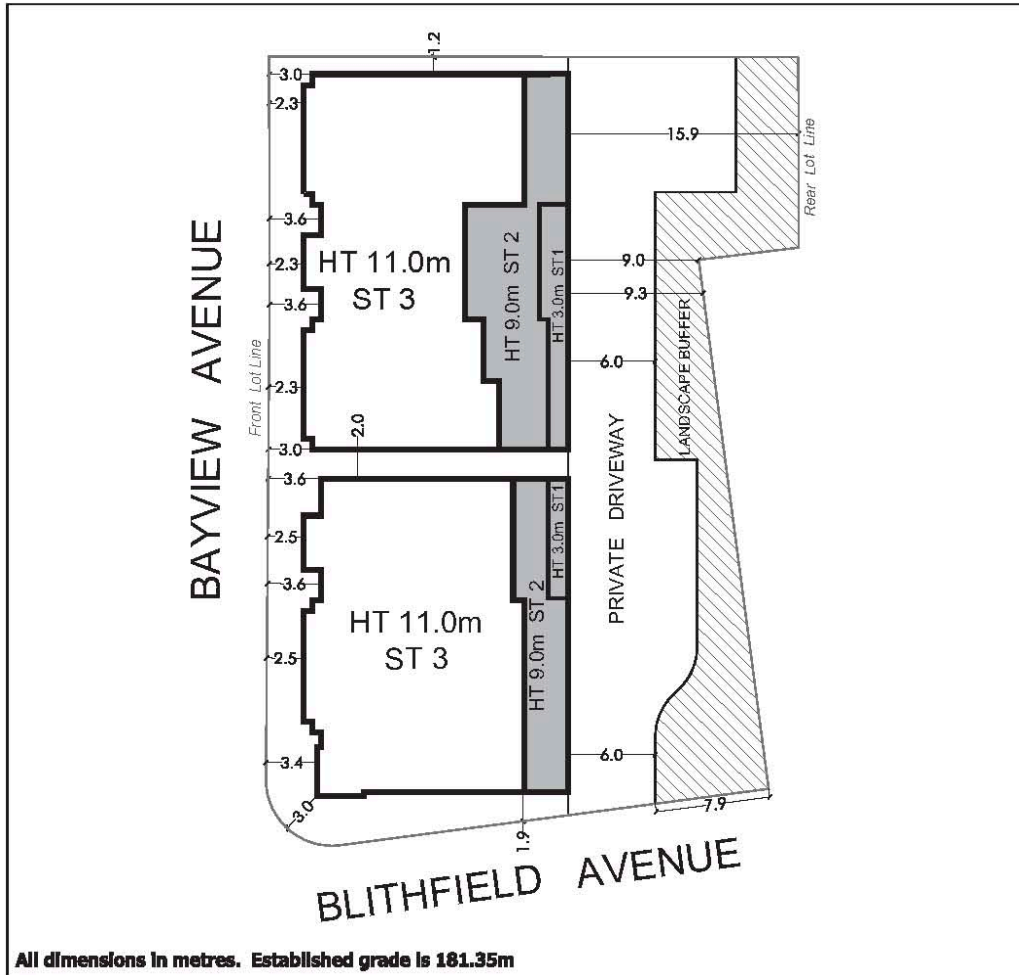 1.2
3.0
2.3
15.9
Rear Lot Line
3.6
BAYVIEW AVENUE
2.3
HT 11.0m
ST 3
HT 9.0m ST 2
HT 3.0m ST1
9.0
9.3
3.6
6.0
LANDSCAPE BUFFER
Front Lot Line
2.3
2.0
3.0
3.6
HT 3.0m ST1
PRIVATE DRIVEWAY
2.5
3.6
HT 11.0m
ST 3
HT 9.0m ST 2
2.5
3.4
6.0
3.0
1.9
7.9
BLITHFIELD AVENUE
All dimensions in metres. Established grade is 181.35m